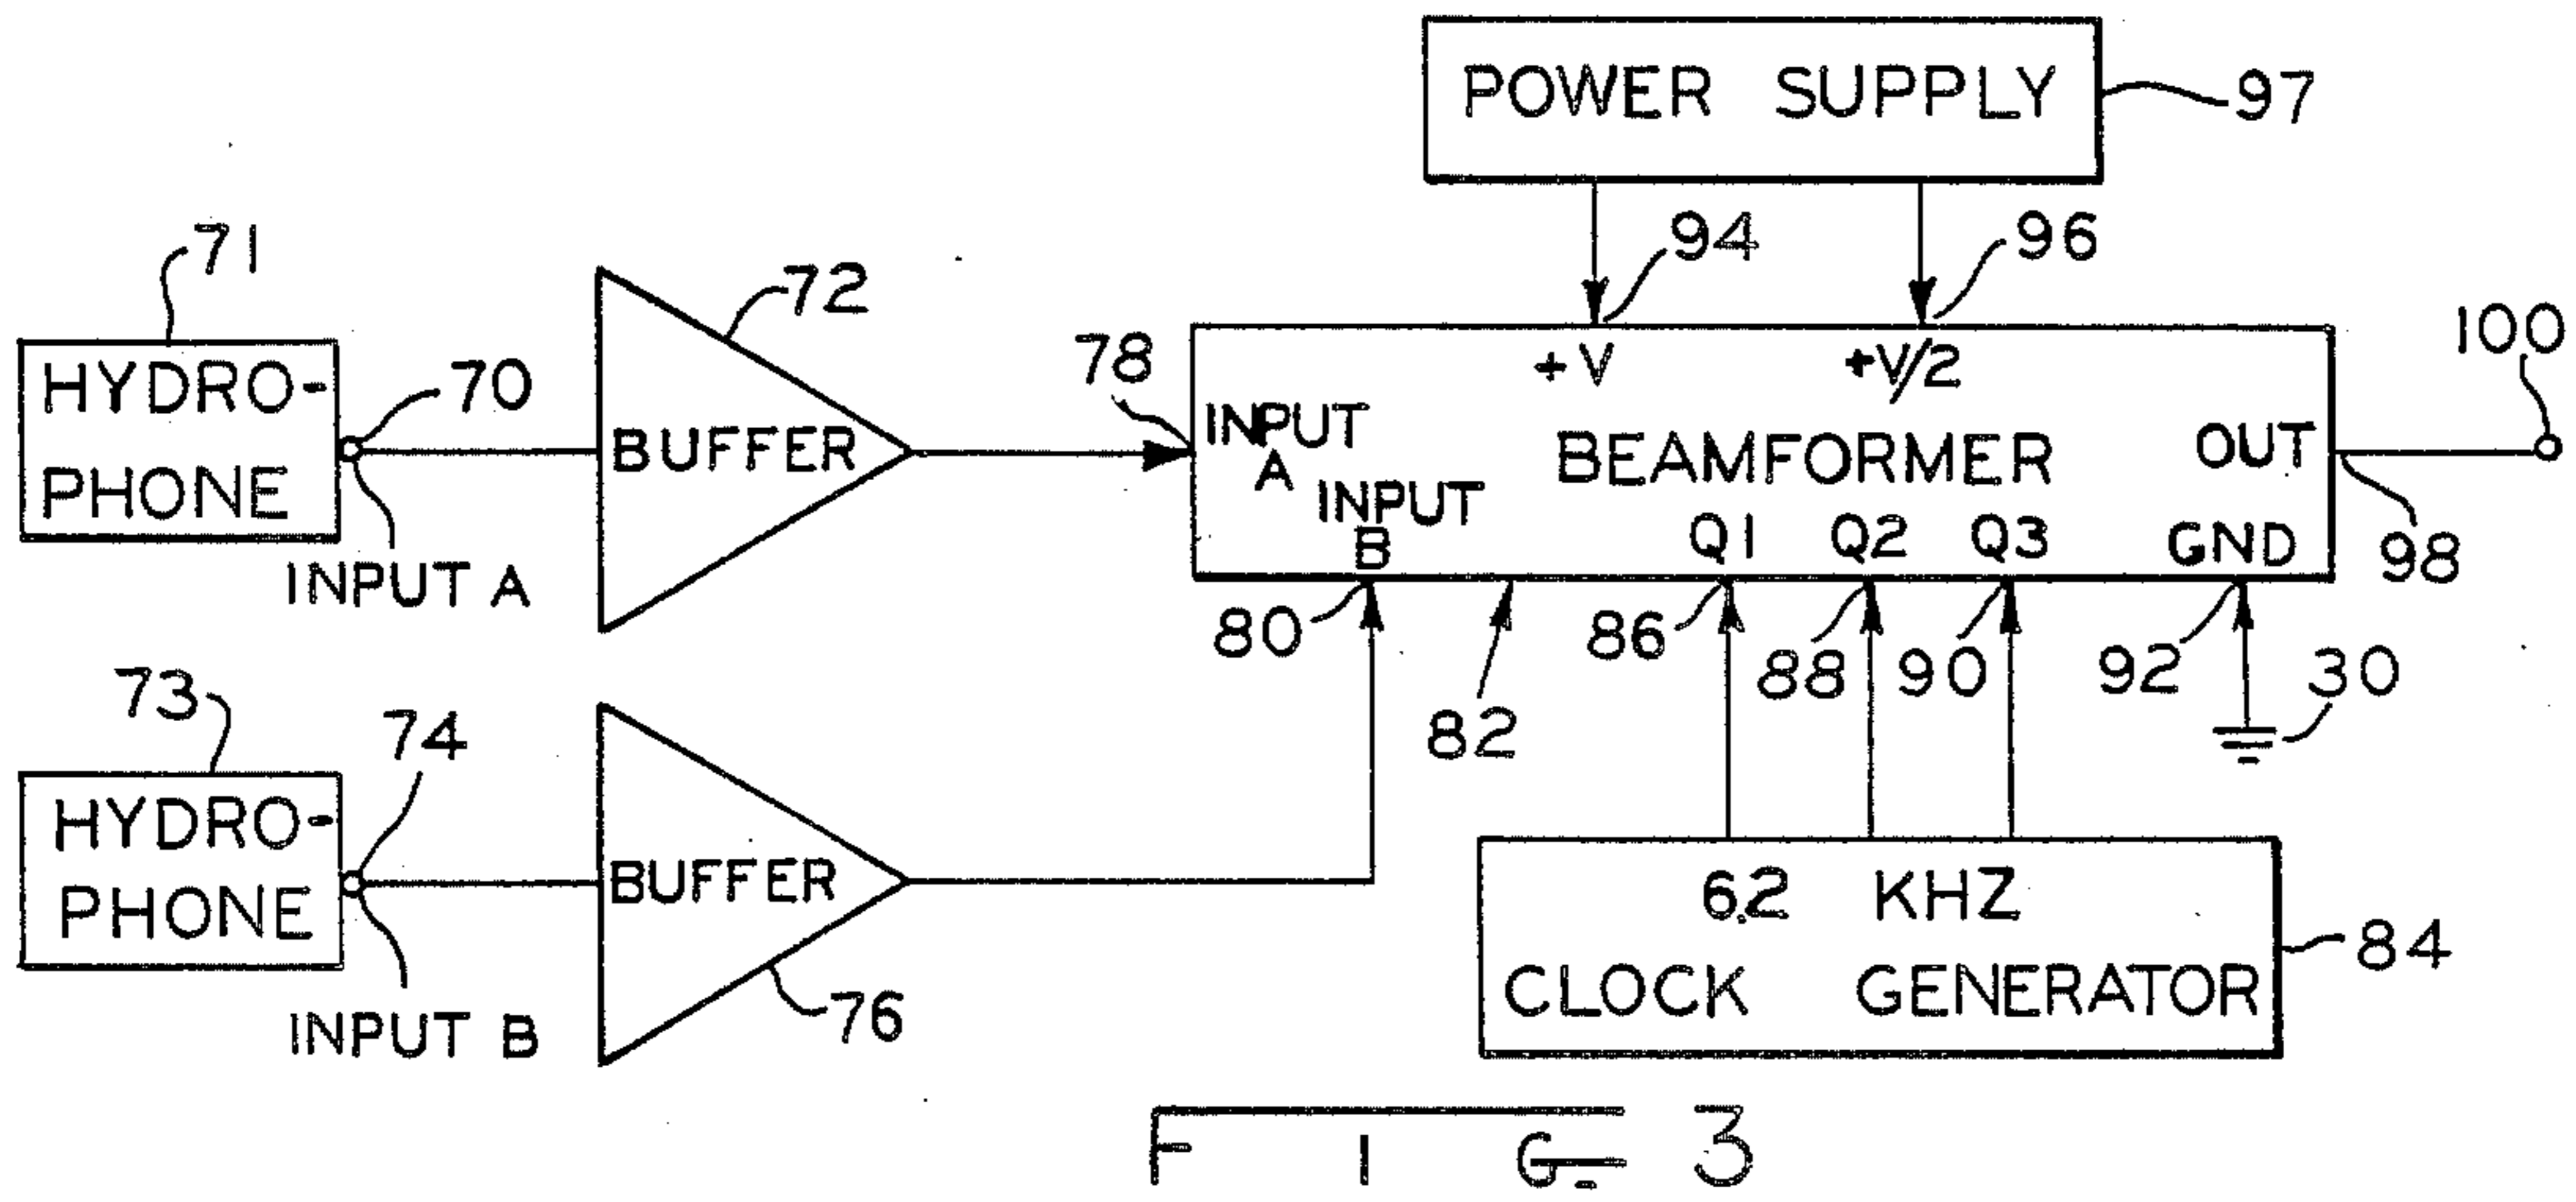 POWER SUPPLY
97
71
72
94
96
100
78
HYDRO-
PHONE
70
BUFFER
+V
+V/2
INPUT
A
BEAMFORMER
OUT
INPUT
B
Q1
Q2
Q3
GND
98
INPUT A
80
82
86
88
90
92
30
73
74
HYDRO-
PHONE
BUFFER
6.2 KHZ
CLOCK GENERATOR
84
INPUT B
76
FIG_ 3